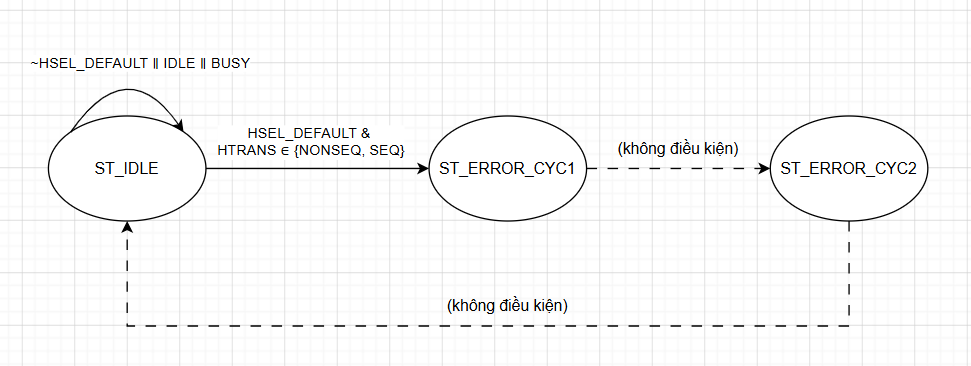 ~HSEL_DEFAULT || IDLE || BUSY
HSEL_DEFAULT &
HTRANS ∈ {NONSEQ, SEQ}
(không điều kiện)
ST_IDLE
ST_ERROR_CYC1
ST_ERROR_CYC2
(không điều kiện)